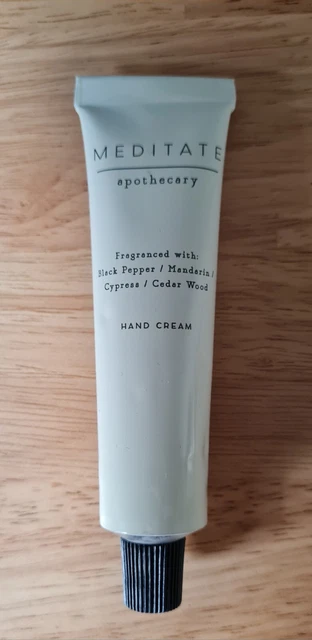 MEDITATE
apothecary
Fragranced with:
Black Pepper / Mandarin /
Cypress / Cedar Wood
HAND CREAM